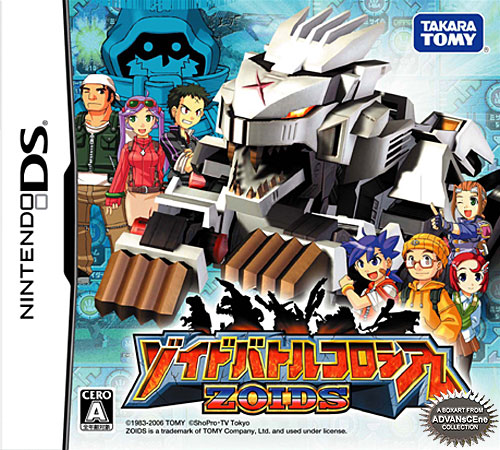 TAKARA
TOMY
NINTENDO DS
ゾイドバトルコロシアム
ZOIDS
CERO
A
全年齢対象
©1983-2006 TOMY ©ShoPro・TV Tokyo
ZOIDS is a trademark of TOMY Company, Ltd. and used under license.
A BOXART FROM
ADVANsCEne
COLLECTION